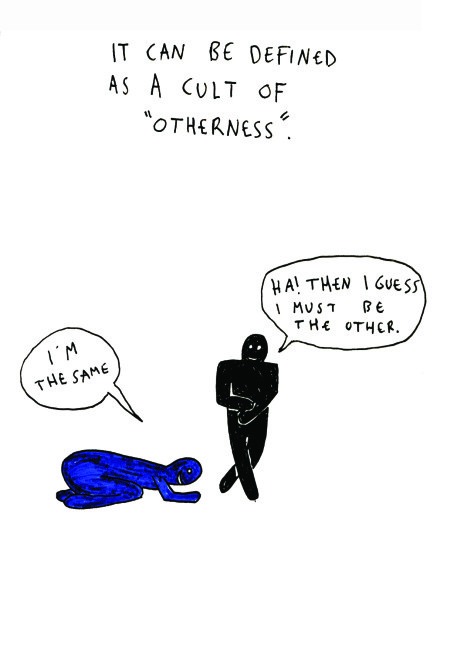 IT CAN BE DEFINED
AS A CULT OF
"OTHERNESS".
HA! THEN I GUESS
I MUST BE
THE OTHER.
I'M
THE SAME